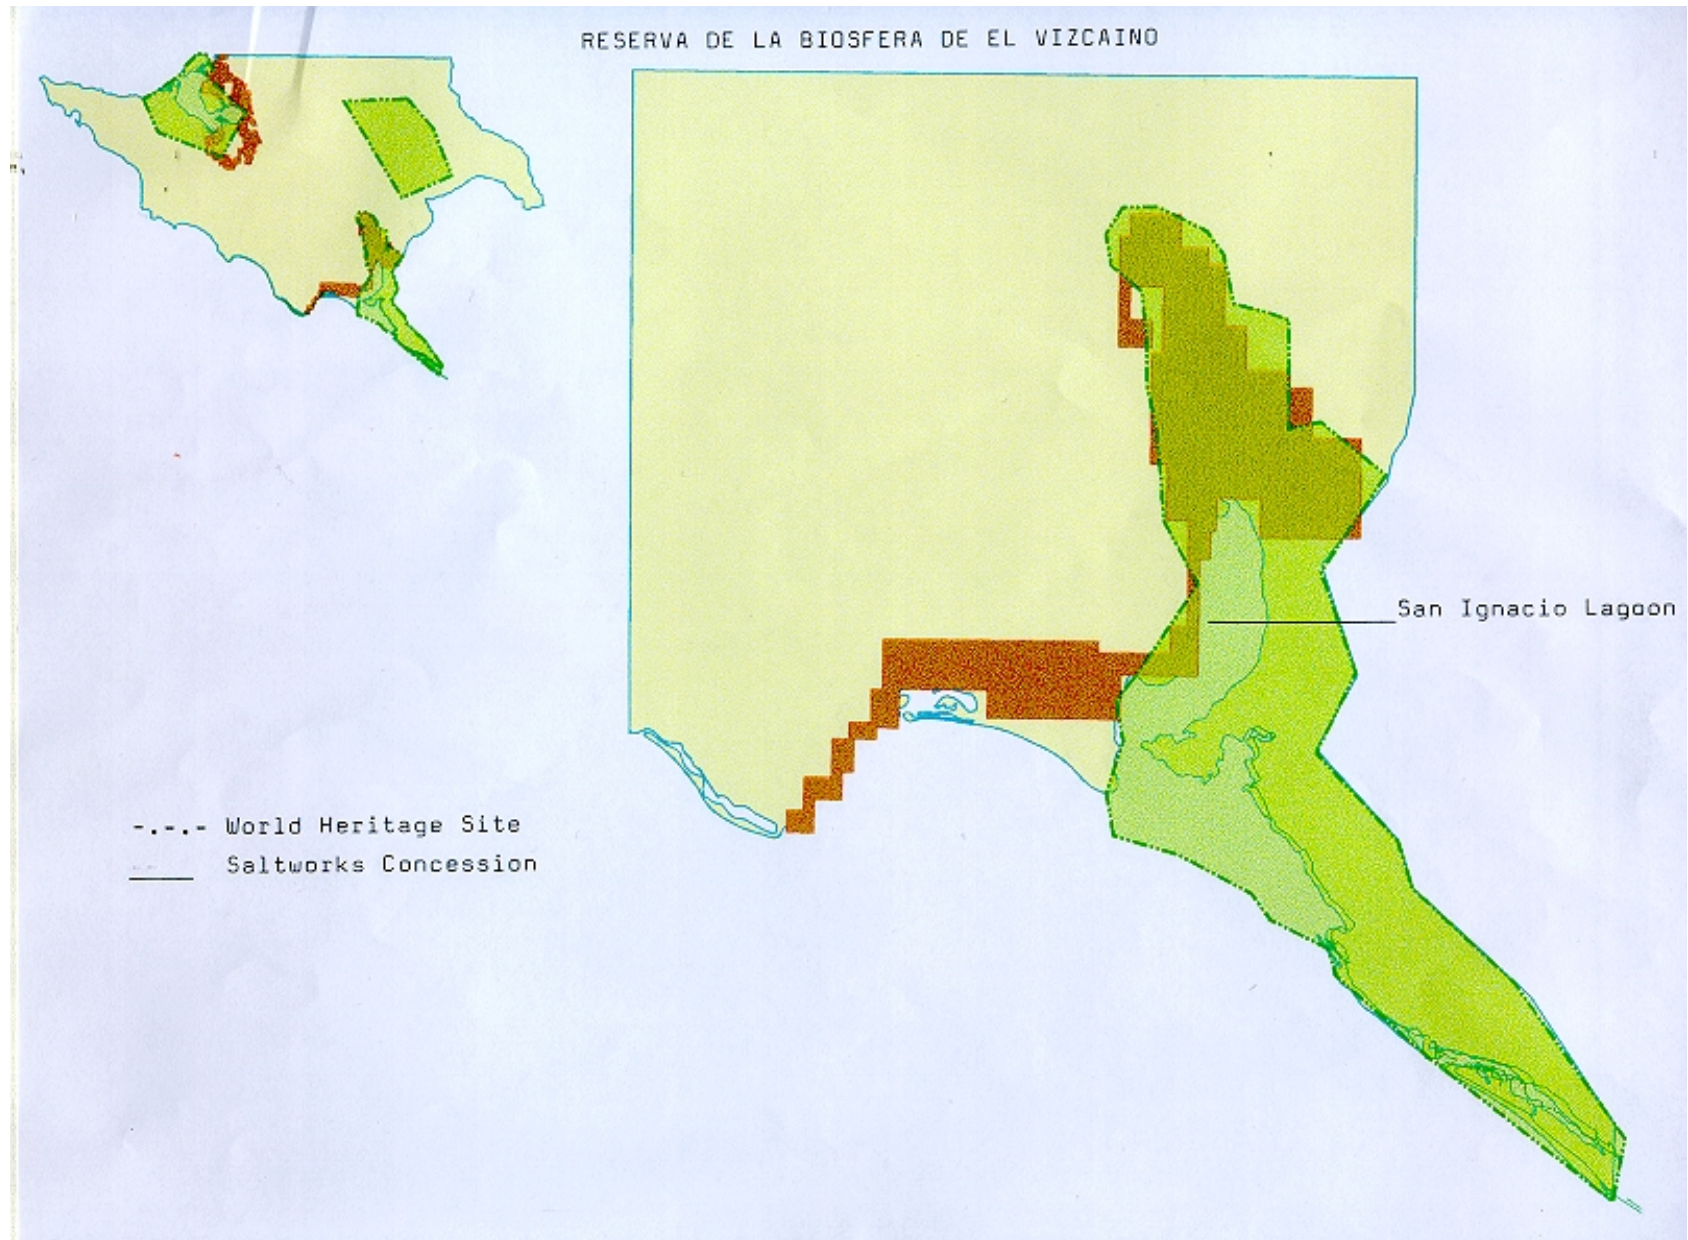 RESERVA DE LA BIOSFERA DE EL VIZCAINO
San Ignacio Lagoon
-.-.- World Heritage Site
Saltworks Concession